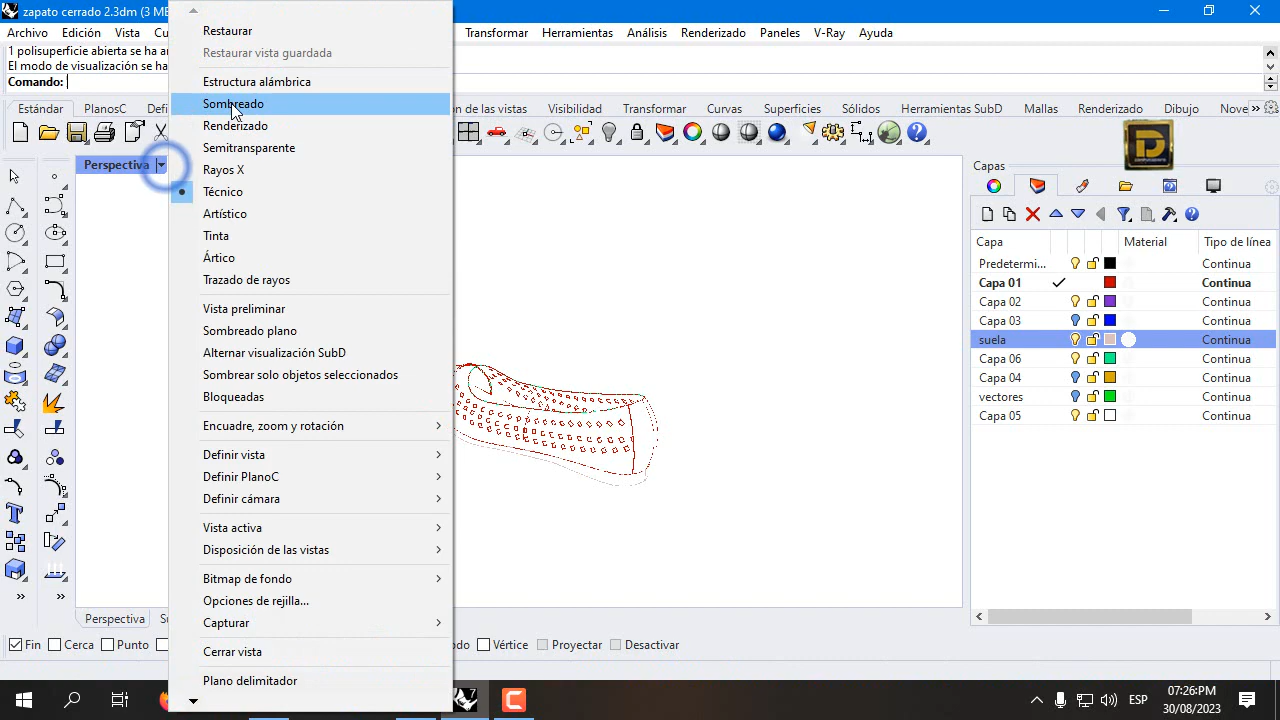 zapato cerrado 2.3dm (3 ME
Archivo Edición Vista Cu Transformar Herramientas Análisis Renderizado Paneles V-Ray Ayuda
1 polisuperficie abierta se ha ar
El modo de visualización se ha
Comando:
Estándar PlanosC Defi ón de las vistas Visibilidad Transformar Curvas Superficies Sólidos Herramientas SubD Mallas Renderizado Dibujo Nove »
Perspectiva
Restaurar
Restaurar vista guardada
Estructura alámbrica
Sombreado
Renderizado
Semitransparente
Rayos X
Técnico
Artístico
Tinta
Ártico
Trazado de rayos
Vista preliminar
Sombreado plano
Alternar visualización SubD
Sombrear solo objetos seleccionados
Bloqueadas
Encuadre, zoom y rotación
Definir vista
Definir PlanoC
Definir cámara
Vista activa
Disposición de las vistas
Bitmap de fondo
Opciones de rejilla...
Capturar
Cerrar vista
Plano delimitador
Capas
Capa Material Tipo de línea
Predetermi... Continua
Capa 01 Continua
Capa 02 Continua
Capa 03 Continua
suela Continua
Capa 06 Continua
Capa 04 Continua
vectores Continua
Capa 05 Continua
Perspectiva Su
Fin Cerca Punto odo Vértice Proyectar Desactivar
7
ESP
07:26PM
30/08/2023